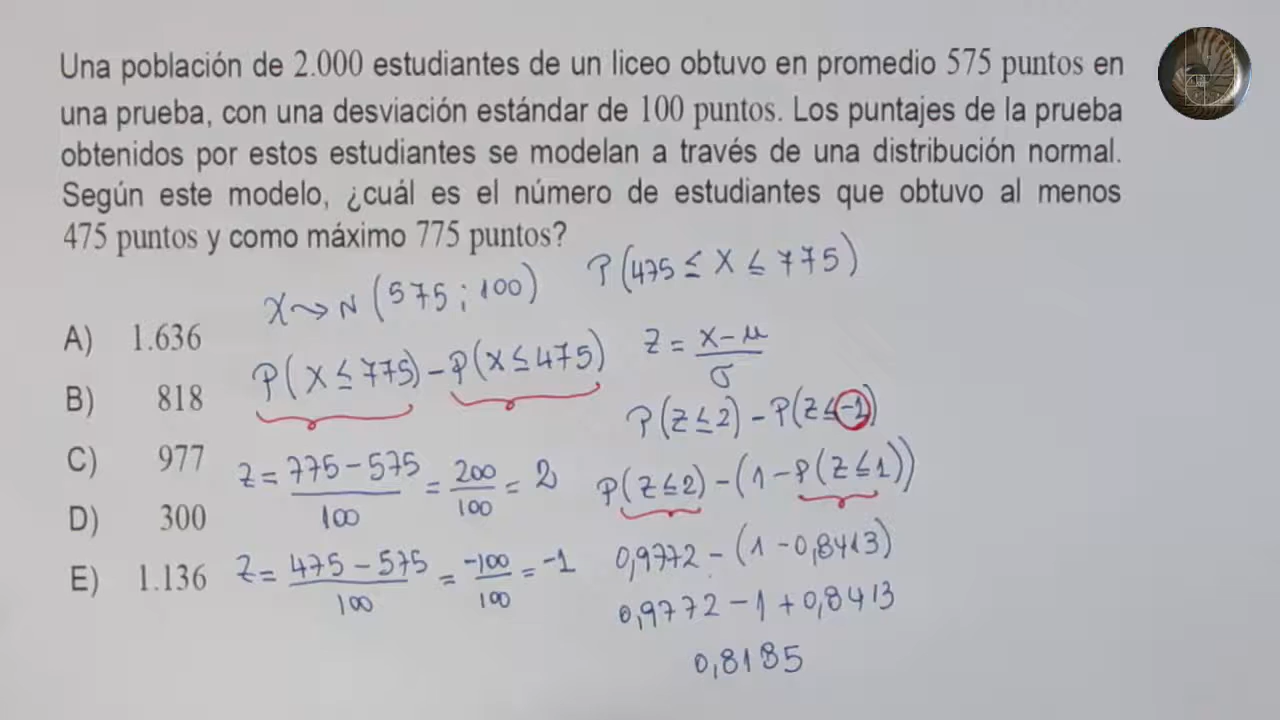 Una población de 2.000 estudiantes de un liceo obtuvo en promedio 575 puntos en
una prueba, con una desviación estándar de 100 puntos. Los puntajes de la prueba
obtenidos por estos estudiantes se modelan a través de una distribución normal.
Según este modelo, ¿cuál es el número de estudiantes que obtuvo al menos
475 puntos y como máximo 775 puntos?
X ⤳ N (575 ; 100)
P(475 ≤ X ≤ 775)
A) 1.636
B) 818
C) 977
D) 300
E) 1.136
P(X ≤ 775) – P(X ≤ 475)
Z = 775 – 575 / 100 = 200 / 100 = 2
Z = 475 – 575 / 100 = -100 / 100 = -1
Z = x – μ / σ
P(Z ≤ 2) – P(Z ≤ -1)
P(Z ≤ 2) – (1 – P(Z ≤ 1))
0,9772 – (1 – 0,8413)
0,9772 – 1 + 0,8413
0,8185